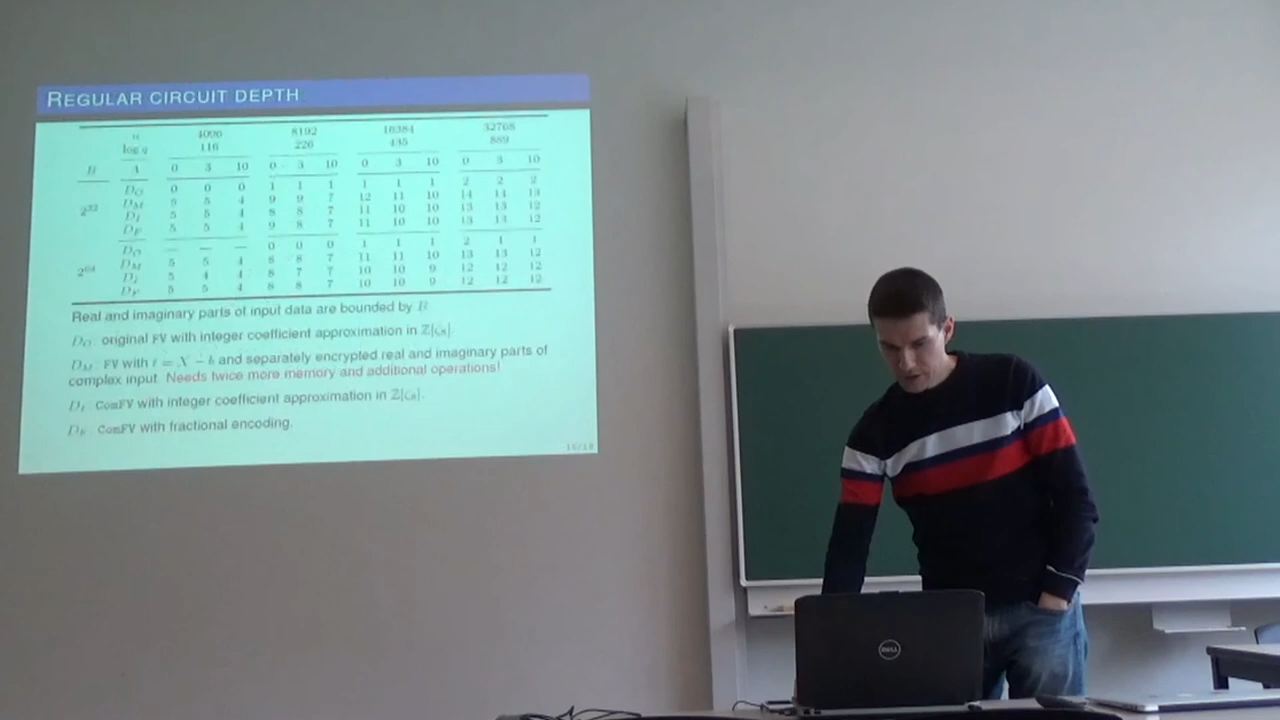 REGULAR CIRCUIT DEPTH
n 4096 8192 16384 32768
log q 116 226 435 889
B A 0 3 10 0 3 10 0 3 10 0 3 10
D_O 0 0 0 1 1 1 1 1 1 2 2 2
2^32 D_M 5 5 4 9 9 7 12 11 10 14 14 13
D_I 5 5 4 8 8 7 11 10 10 13 13 12
D_F 5 5 4 9 8 7 11 10 10 13 13 12
D_O — — — 0 0 0 1 1 1 2 1 1
2^64 D_M 5 5 4 8 8 7 11 11 10 13 13 12
D_I 5 4 4 8 7 7 10 10 9 12 12 12
D_F 5 5 4 8 8 7 10 10 9 12 12 12
Real and imaginary parts of input data are bounded by B
D_O: original FV with integer coefficient approximation in ℤ[ζ₈].
D_M: FV with t = X − b and separately encrypted real and imaginary parts of
complex input. Needs twice more memory and additional operations!
D_I: ComFV with integer coefficient approximation in ℤ[ζ₈].
D_F: ComFV with fractional encoding.
DELL